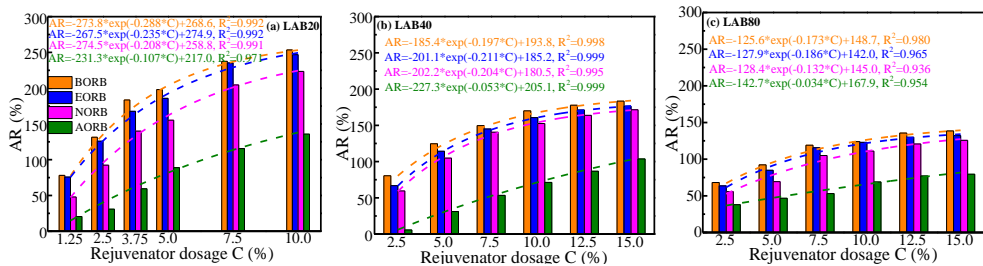 AR=-273.8*exp(-0.288*C)+268.6, R²=0.992
(a) LAB20
AR=-267.5*exp(-0.235*C)+274.9, R²=0.992
AR=-274.5*exp(-0.208*C)+258.8, R²=0.991
AR=-231.3*exp(-0.107*C)+217.0, R²=0.971
BORB
EORB
NORB
AORB
AR (%)
300
250
200
150
100
50
0
1.25 2.5 3.75 5.0 7.5 10.0
Rejuvenator dosage C (%)
(b) LAB40
AR=-185.4*exp(-0.197*C)+193.8, R²=0.998
AR=-201.1*exp(-0.211*C)+185.2, R²=0.999
AR=-202.2*exp(-0.204*C)+180.5, R²=0.995
AR=-227.3*exp(-0.053*C)+205.1, R²=0.999
AR (%)
300
250
200
150
100
50
0
2.5 5.0 7.5 10.0 12.5 15.0
Rejuvenator dosage C (%)
(c) LAB80
AR=-125.6*exp(-0.173*C)+148.7, R²=0.980
AR=-127.9*exp(-0.186*C)+142.0, R²=0.965
AR=-128.4*exp(-0.132*C)+145.0, R²=0.936
AR=-142.7*exp(-0.034*C)+167.9, R²=0.954
AR (%)
300
250
200
150
100
50
0
2.5 5.0 7.5 10.0 12.5 15.0
Rejuvenator dosage C (%)